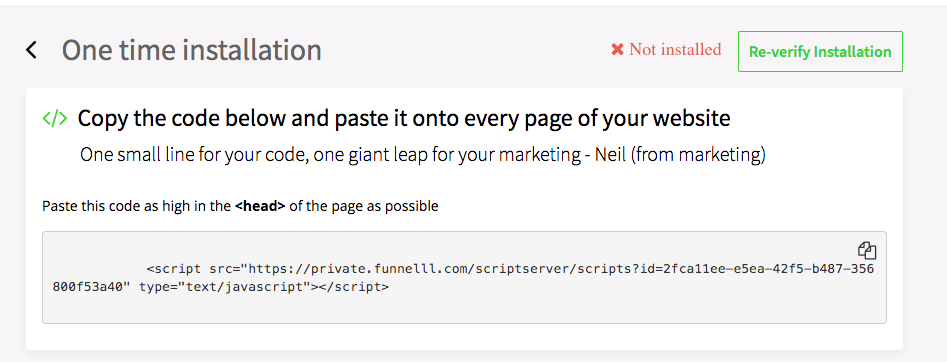 One time installation
Not installed
Re-verify Installation
</> Copy the code below and paste it onto every page of your website
One small line for your code, one giant leap for your marketing - Neil (from marketing)
Paste this code as high in the <head> of the page as possible
<script src="https://private.funnelll.com/scriptserver/scripts?id=2fca11ee-e5ea-42f5-b487-356
800f53a40" type="text/javascript"></script>